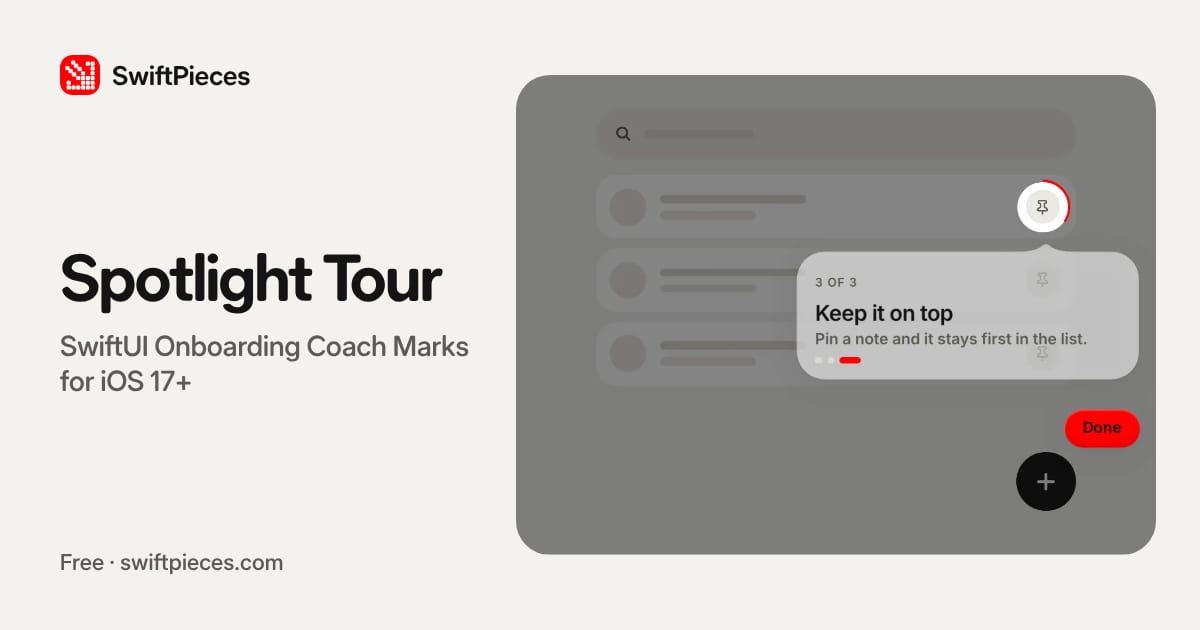 SwiftPieces
Spotlight Tour
SwiftUI Onboarding Coach Marks
for iOS 17+
Free · swiftpieces.com
3 OF 3
Keep it on top
Pin a note and it stays first in the list.
Done